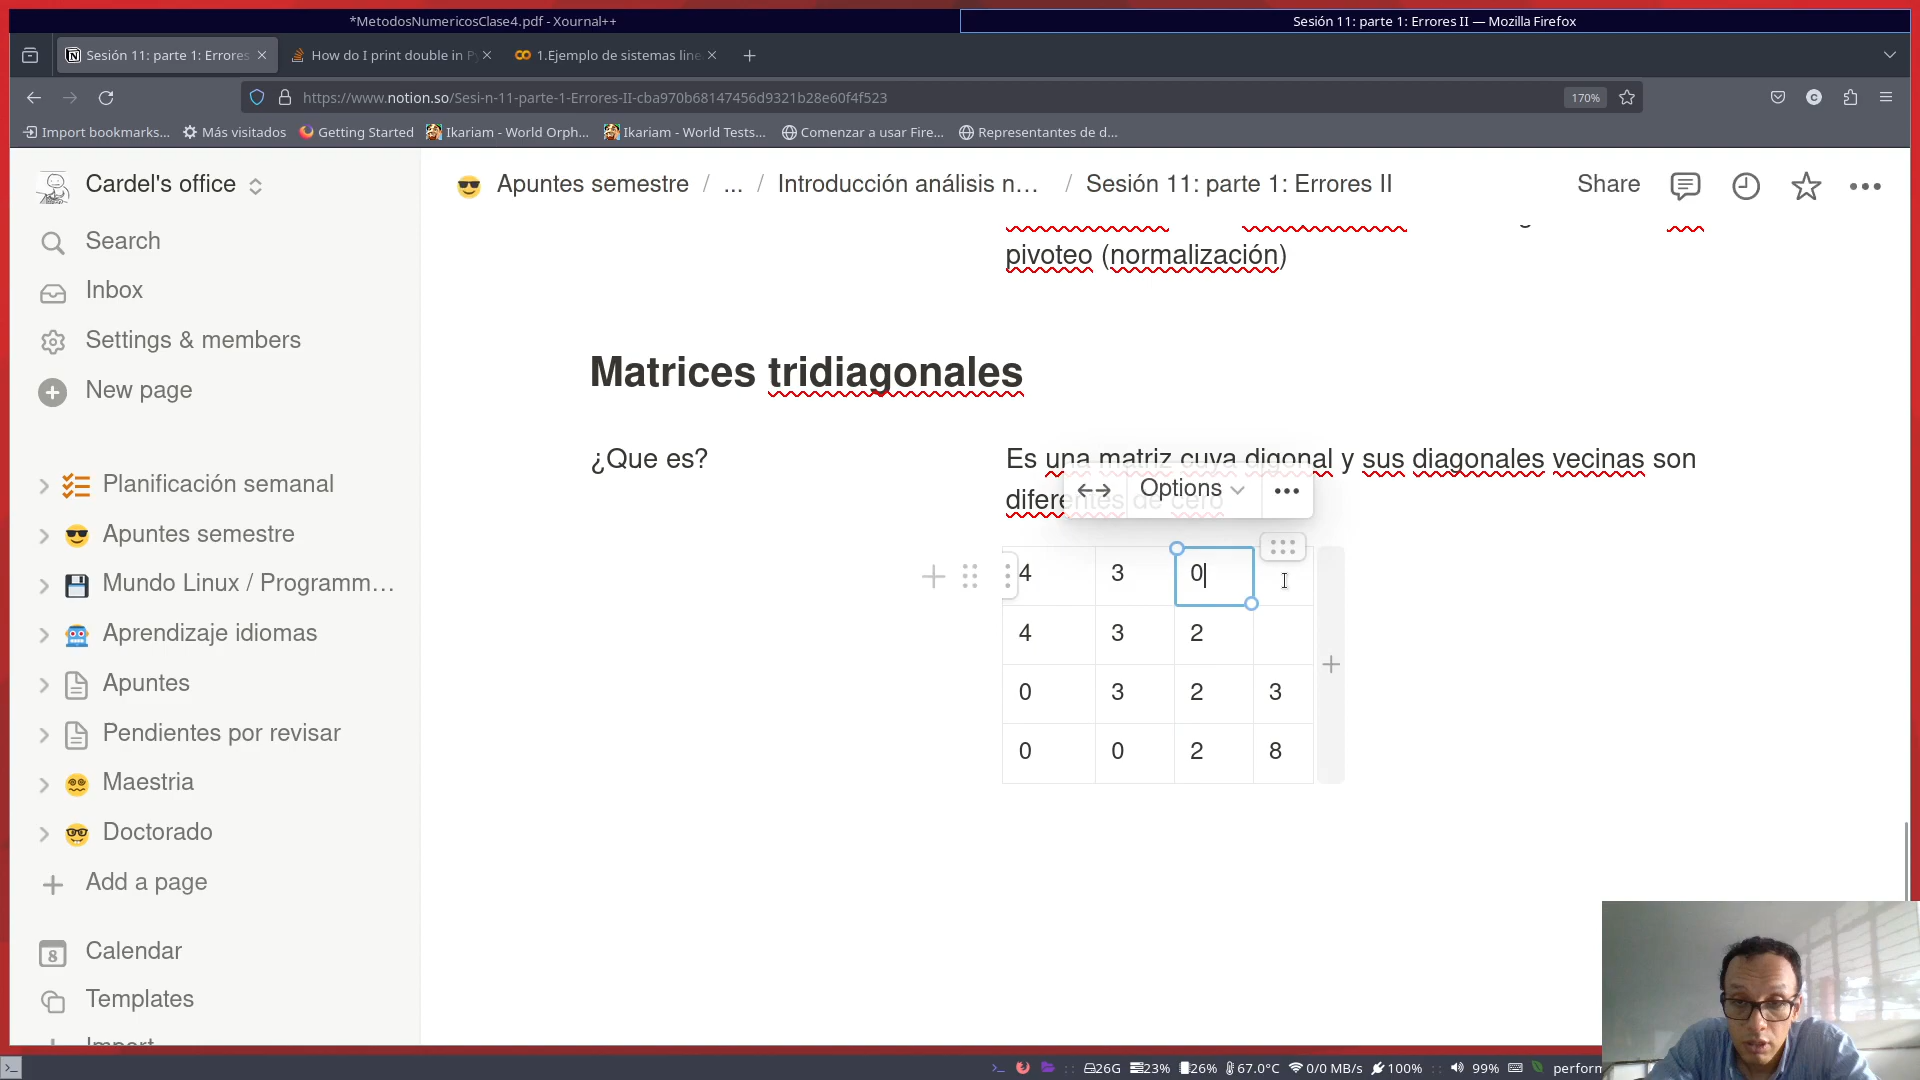 *MetodosNumericosClase4.pdf - Xournal++
Sesión 11: parte 1: Errores II — Mozilla Firefox
Sesión 11: parte 1: Errores
How do I print double in P
1.Ejemplo de sistemas line
https://www.notion.so/Sesi-n-11-parte-1-Errores-II-cba970b68147456d9321b28e60f4f523
170%
Import bookmarks...
Más visitados
Getting Started
Ikariam - World Orph...
Ikariam - World Tests...
Comenzar a usar Fire...
Representantes de d...
Cardel's office
Search
Inbox
Settings & members
New page
Planificación semanal
Apuntes semestre
Mundo Linux / Programm...
Aprendizaje idiomas
Apuntes
Pendientes por revisar
Maestria
Doctorado
Add a page
Calendar
Templates
Import
Apuntes semestre / ... / Introducción análisis n... / Sesión 11: parte 1: Errores II
Share
pivoteo (normalización)
Matrices tridiagonales
¿Que es?
Es una matriz cuya digonal y sus diagonales vecinas son
diferentes de cero
Options
4 3 0
4 3 2
0 3 2 3
0 0 2 8
26G 23% 26% 67.0°C 0/0 MB/s 100% 99% perform